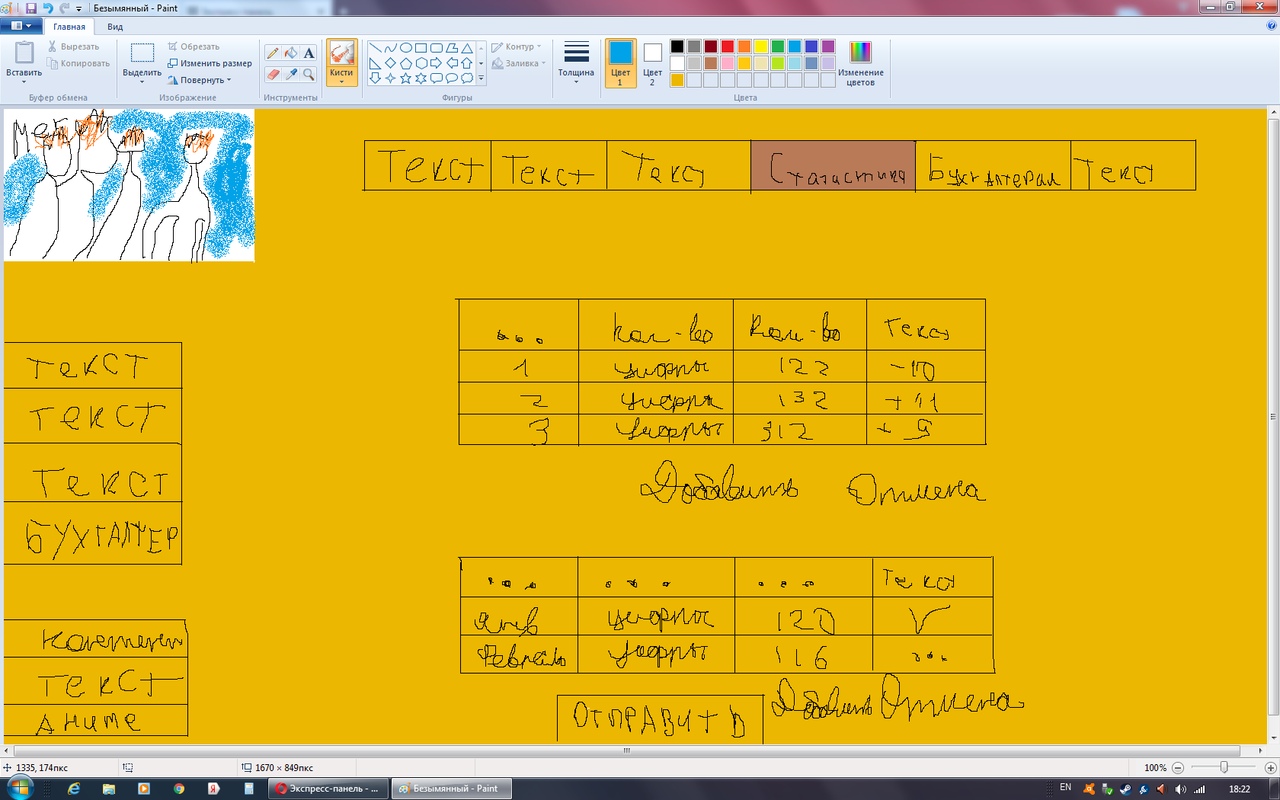 Безымянный - Paint
Экспресс-панель
Главная Вид
Вставить
Вырезать
Копировать
Буфер обмена
Выделить
Обрезать
Изменить размер
Повернуть
Изображение
Инструменты
Кисти
Фигуры
Контур
Заливка
Толщина
Цвет 1
Цвет 2
Изменение цветов
Цвета
Текст Текст Текст Статистика Бухгалтерал Текст
... кол-во кол-во текст
1 цифры 122 -10
2 цифры 132 +11
3 цифры 312 +5
Добавить Отмена
текст
текст
текст
БУХГАЛТЕР
... ... ... текст
Янв цифры 120 V
Февраль цифры 116 ...
Добавить Отмена
ОТПРАВИТЬ
контент
текст
аниме
1335, 174пкс
1670 × 849пкс
100%
Экспресс-панель - ...
Безымянный - Paint
EN
18:22